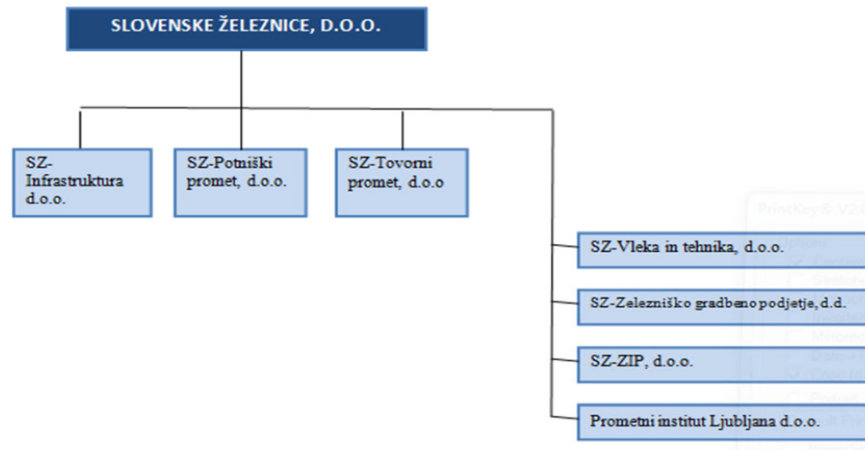 SLOVENSKE ŽELEZNICE, D.O.O.
SZ-
Infrastruktura
d.o.o.
SZ-Potniški
promet, d.o.o.
SZ-Tovorni
promet, d.o.o
SZ-Vleka in tehnika, d.o.o.
SZ-Zelezniško gradbeno podjetje, d.d.
SZ-ZIP, d.o.o.
Prometni institut Ljubljana d.o.o.